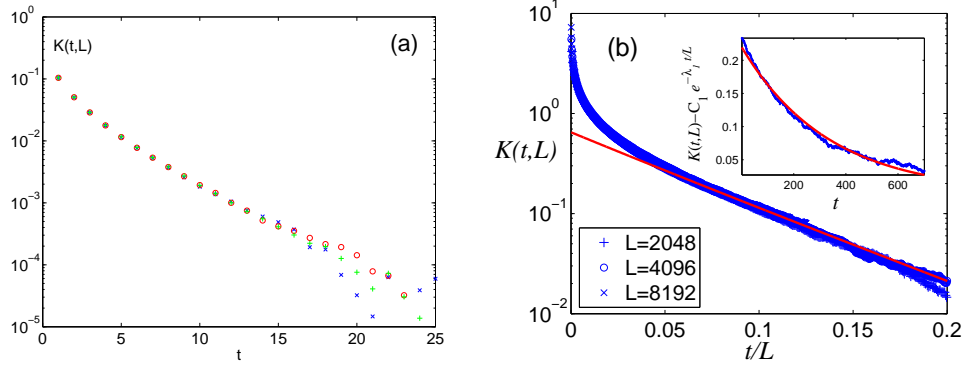 10^0
K(t,L)
(a)
10^-1
10^-2
10^-3
10^-4
10^-5
0 5 10 15 20 25
t
10^1
(b)
10^0
K(t,L)
10^-1
10^-2
L=2048
L=4096
L=8192
0 0.05 0.1 0.15 0.2
t/L
0.2
0.15
0.1
0.05
K(t,L)−C_1 e^{−λ_1 t/L}
200 400 600
t